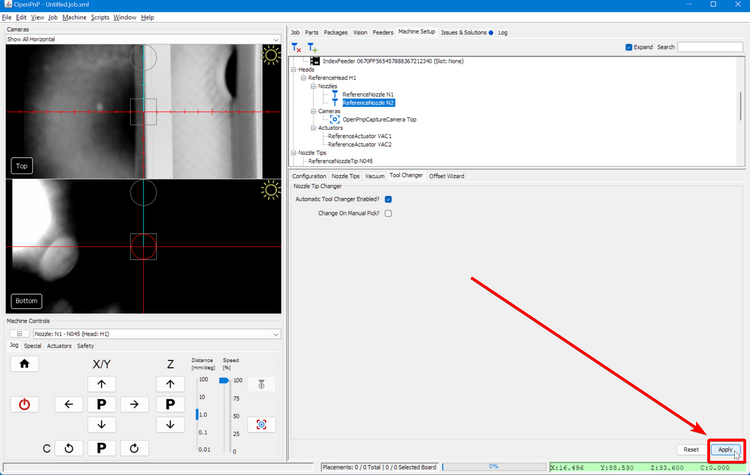 OpenPnP - Untitled.job.xml
File Edit View Job Machine Scripts Window Help
Cameras
Show All Horizontal
Top
Bottom
Machine Controls
Nozzle: N1 - N045 (Head: H1)
Jog Special Actuators Safety
X/Y Z
Distance [mm/deg]
Speed [%]
100
10
1.0
0.1
0.01
100
75
50
25
0
P P
C P
Job Parts Packages Vision Feeders Machine Setup Issues & Solutions Log
Expand Search
IndexFeeder 0670FF565457888367212340 (Slot: None)
Heads
ReferenceHead H1
Nozzles
ReferenceNozzle N1
ReferenceNozzle N2
Cameras
OpenPnpCaptureCamera Top
Actuators
ReferenceActuator VAC1
ReferenceActuator VAC2
Nozzle Tips
ReferenceNozzleTip N045
Configuration Nozzle Tips Vacuum Tool Changer Offset Wizard
Nozzle Tip Changer
Automatic Tool Changer Enabled?
Change On Manual Pick?
Reset Apply
Placements: 0 / 0 Total | 0 / 0 Selected Board 0% X:16.496 Y:88.530 Z:33.600 C:0.000